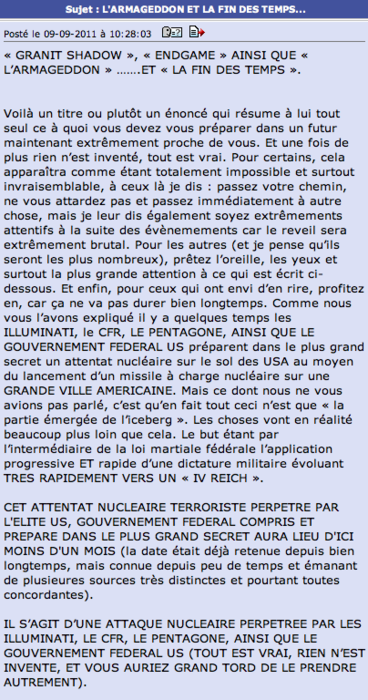 Sujet : L'ARMAGEDDON ET LA FIN DES TEMPS...
Posté le 09-09-2011 à 10:28:03
« GRANIT SHADOW », « ENDGAME » AINSI QUE «
L’ARMAGEDDON » …….ET « LA FIN DES TEMPS ».
Voilà un titre ou plutôt un énoncé qui résume à lui tout
seul ce à quoi vous devez vous préparer dans un futur
maintenant extrêmement proche de vous. Et une fois de
plus rien n’est inventé, tout est vrai. Pour certains, cela
apparaîtra comme étant totalement impossible et surtout
invraisemblable, à ceux là je dis : passez votre chemin,
ne vous attardez pas et passez immédiatement à autre
chose, mais je leur dis également soyez extrêmements
attentifs à la suite des évènemements car le reveil sera
extrêmement brutal. Pour les autres (et je pense qu’ils
seront les plus nombreux), prêtez l’oreille, les yeux et
surtout la plus grande attention à ce qui est écrit ci-
dessous. Et enfin, pour ceux qui ont envi d’en rire, profitez
en, car ça ne va pas durer bien longtemps. Comme nous
vous l’avons expliqué il y a quelques temps les
ILLUMINATI, le CFR, LE PENTAGONE, AINSI QUE LE
GOUVERNEMENT FEDERAL US préparent dans le plus grand
secret un attentat nucléaire sur le sol des USA au moyen
du lancement d’un missile à charge nucléaire sur une
GRANDE VILLE AMERICAINE. Mais ce dont nous ne vous
avions pas parlé, c’est qu’en fait tout ceci n’est que « la
partie émergée de l’iceberg ». Les choses vont en réalité
beaucoup plus loin que cela. Le but étant par
l’intermédiaire de la loi martiale fédérale l’application
progressive ET rapide d’une dictature militaire évoluant
TRES RAPIDEMENT VERS UN « IV REICH ».
CET ATTENTAT NUCLEAIRE TERRORISTE PERPETRE PAR
L'ELITE US, GOUVERNEMENT FEDERAL COMPRIS ET
PREPARE DANS LE PLUS GRAND SECRET AURA LIEU D'ICI
MOINS D'UN MOIS (la date était déjà retenue depuis bien
longtemps, mais connue depuis peu de temps et émanant
de plusieures sources très distinctes et pourtant toutes
concordantes).
IL S’AGIT D’UNE ATTAQUE NUCLEAIRE PERPETREE PAR LES
ILLUMINATI, LE CFR, LE PENTAGONE, AINSI QUE LE
GOUVERNEMENT FEDERAL US (TOUT EST VRAI, RIEN N’EST
INVENTE, ET VOUS AURIEZ GRAND TORD DE LE PRENDRE
AUTREMENT).